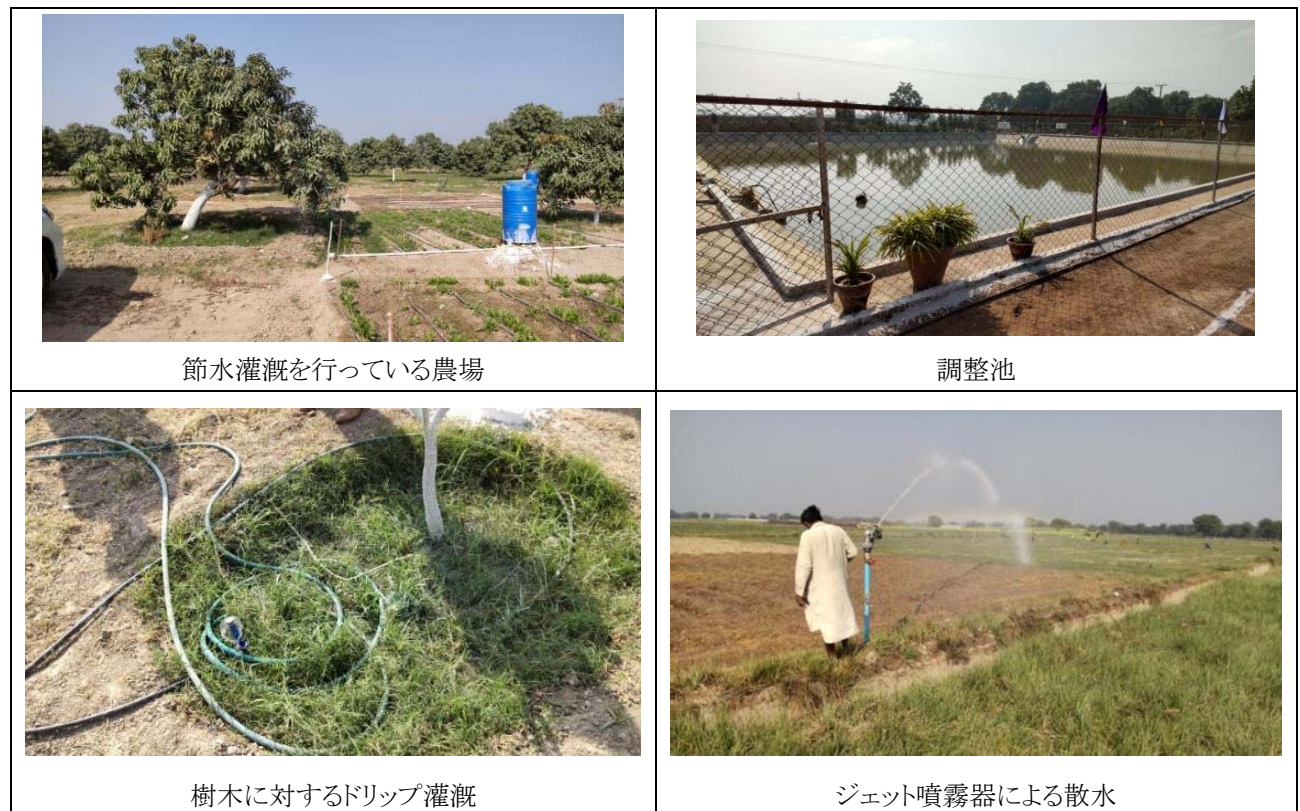 節水灌漑を行っている農場
調整池
樹木に対するドリップ灌漑
ジェット噴霧器による散水